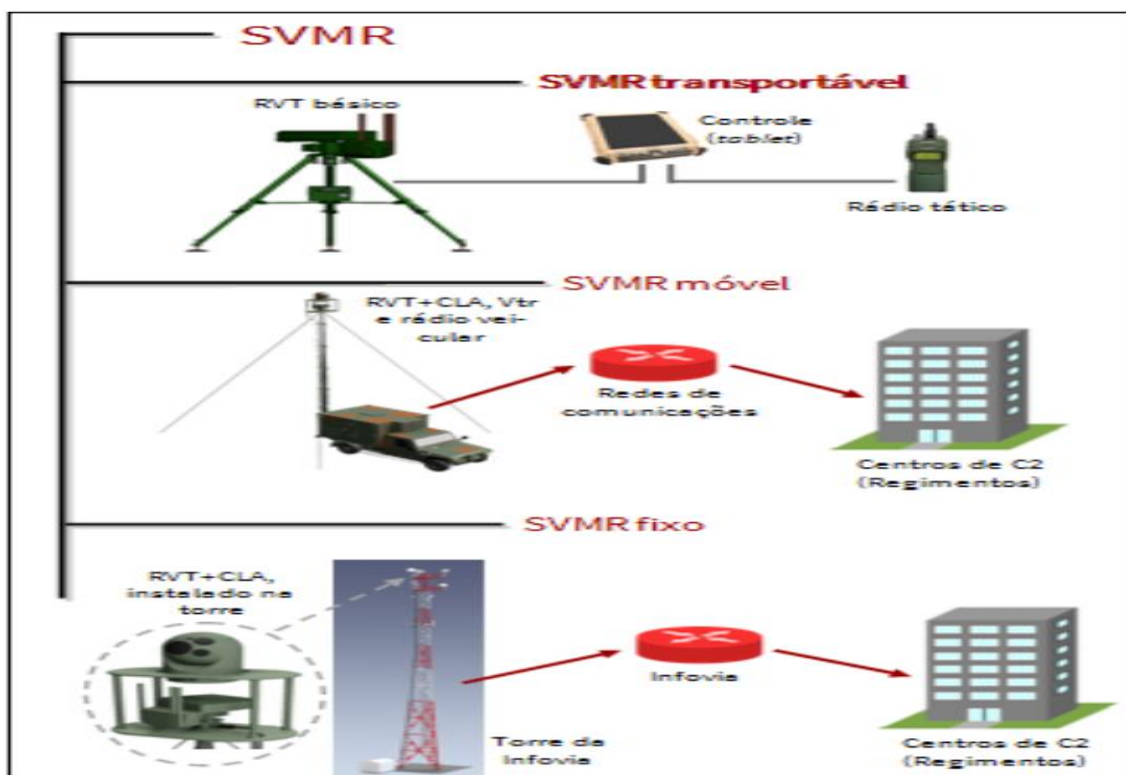 SVMR
SVMR transportável
RVT básico
Controle
(tablet)
Rádio tático
SVMR móvel
RVT+CLA, Vtr
e rádio vei-
cular
Redes de
comunicações
Centros de C2
(Regimentos)
SVMR fixo
RVT+CLA,
instalado na
torre
Infovia
Torre da
Infovia
Centros de C2
(Regimentos)